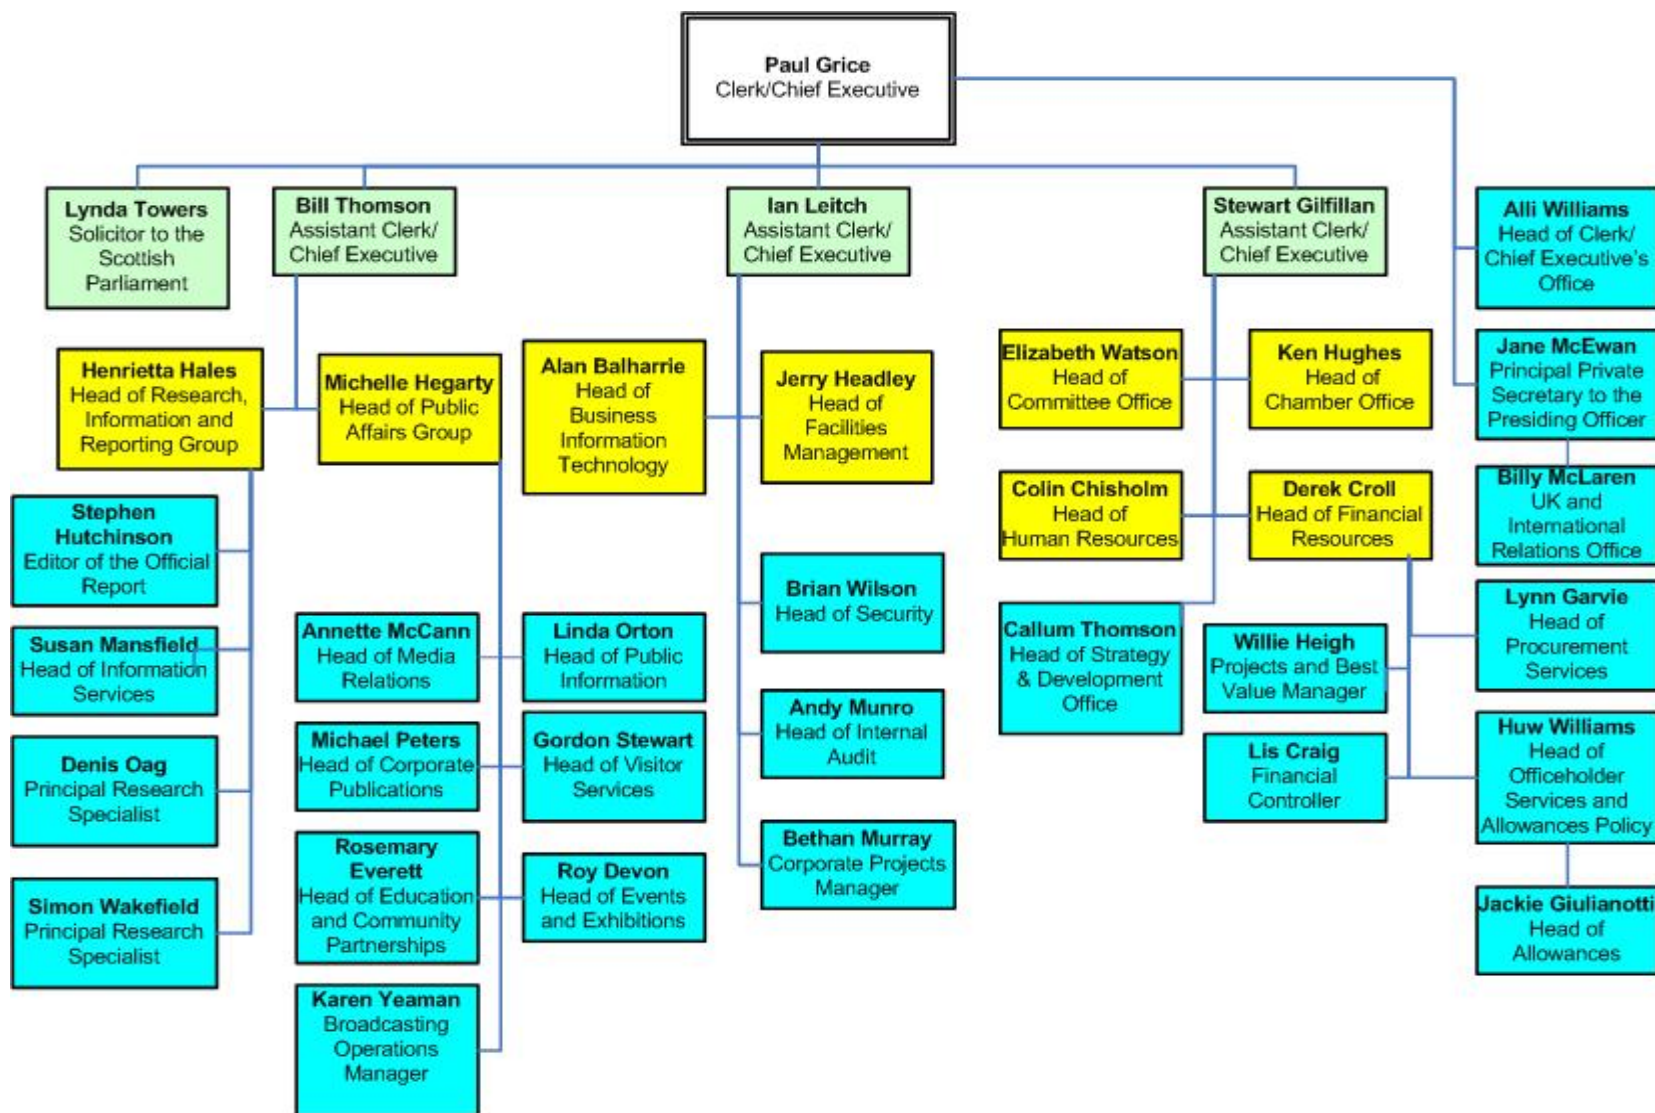 Paul Grice
Clerk/Chief Executive
Lynda Towers
Solicitor to the
Scottish
Parliament
Bill Thomson
Assistant Clerk/
Chief Executive
Ian Leitch
Assistant Clerk/
Chief Executive
Stewart Gilfillan
Assistant Clerk/
Chief Executive
Alli Williams
Head of Clerk/
Chief Executive's
Office
Henrietta Hales
Head of Research,
Information and
Reporting Group
Michelle Hegarty
Head of Public
Affairs Group
Alan Balharrie
Head of
Business
Information
Technology
Jerry Headley
Head of
Facilities
Management
Elizabeth Watson
Head of
Committee Office
Ken Hughes
Head of
Chamber Office
Jane McEwan
Principal Private
Secretary to the
Presiding Officer
Colin Chisholm
Head of
Human Resources
Derek Croll
Head of Financial
Resources
Billy McLaren
UK and
International
Relations Office
Stephen
Hutchinson
Editor of the Official
Report
Brian Wilson
Head of Security
Lynn Garvie
Head of
Procurement
Services
Susan Mansfield
Head of Information
Services
Annette McCann
Head of Media
Relations
Linda Orton
Head of Public
Information
Callum Thomson
Head of Strategy
& Development
Office
Willie Heigh
Projects and Best
Value Manager
Denis Oag
Principal Research
Specialist
Michael Peters
Head of Corporate
Publications
Gordon Stewart
Head of Visitor
Services
Andy Munro
Head of Internal
Audit
Lis Craig
Financial
Controller
Huw Williams
Head of
Officeholder
Services and
Allowances Policy
Simon Wakefield
Principal Research
Specialist
Rosemary
Everett
Head of Education
and Community
Partnerships
Roy Devon
Head of Events
and Exhibitions
Bethan Murray
Corporate Projects
Manager
Jackie Giulianotti
Head of
Allowances
Karen Yeaman
Broadcasting
Operations
Manager